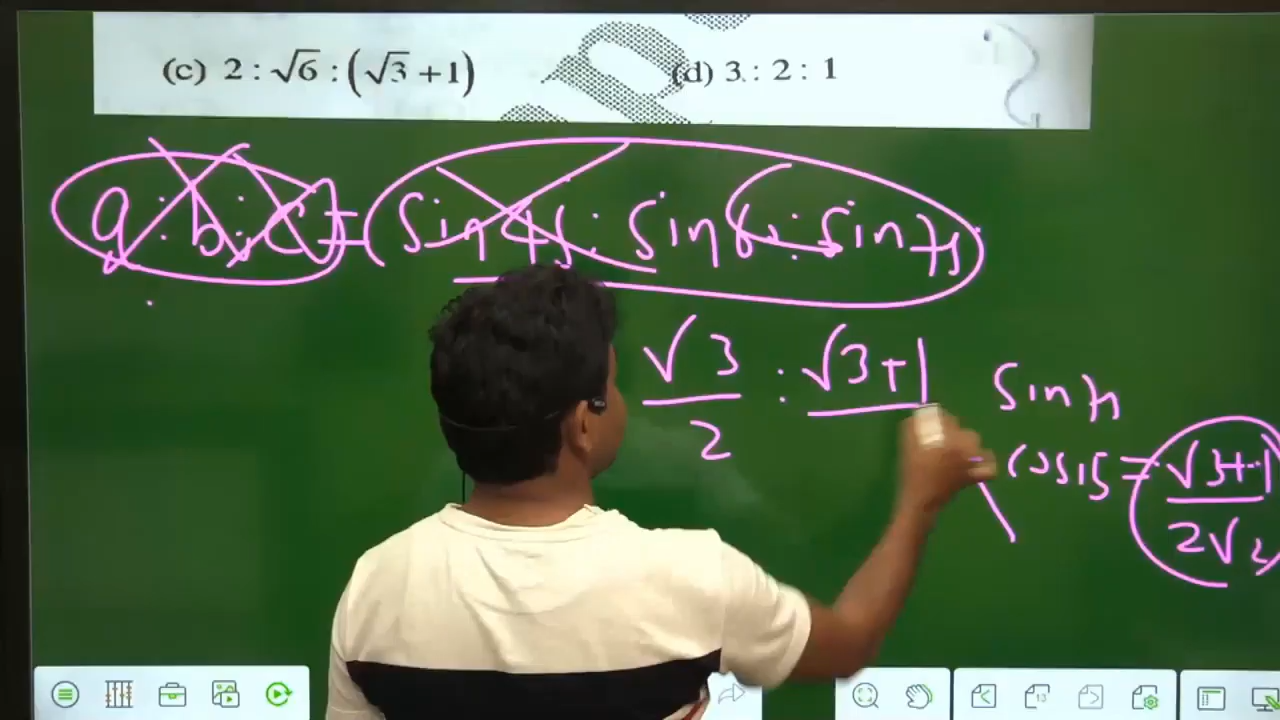 (c) 2 : √6 : (√3 + 1) (d) 3 : 2 : 1
a : b : c = sin 45 : sin 60 : sin 75
√3/2 : √3+1
sin 75
cos 15 = √3+1/2√2
13